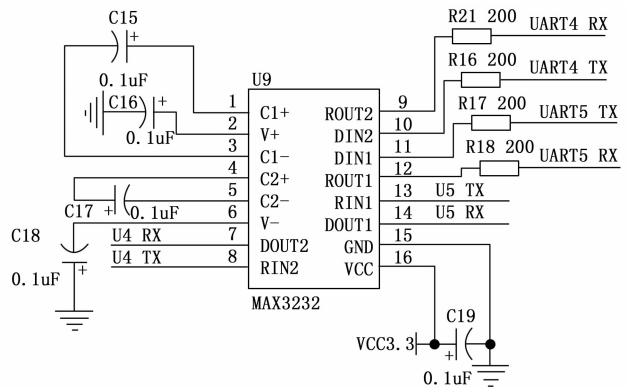 C15
+
0.1uF
C16
+
0.1uF
U9
R21 200
UART4 RX
R16 200
UART4 TX
R17 200
UART5 TX
R18 200
UART5 RX
1 C1+ ROUT2 9
2 V+ DIN2 10
3 C1- DIN1 11
4 C2+ ROUT1 12
5 C2- RIN1 13 U5 TX
6 V- DOUT1 14 U5 RX
U4 RX 7 DOUT2 GND 15
U4 TX 8 RIN2 VCC 16
C17
+
0.1uF
C18
+
0.1uF
MAX3232
VCC3.3
C19
+
0.1uF